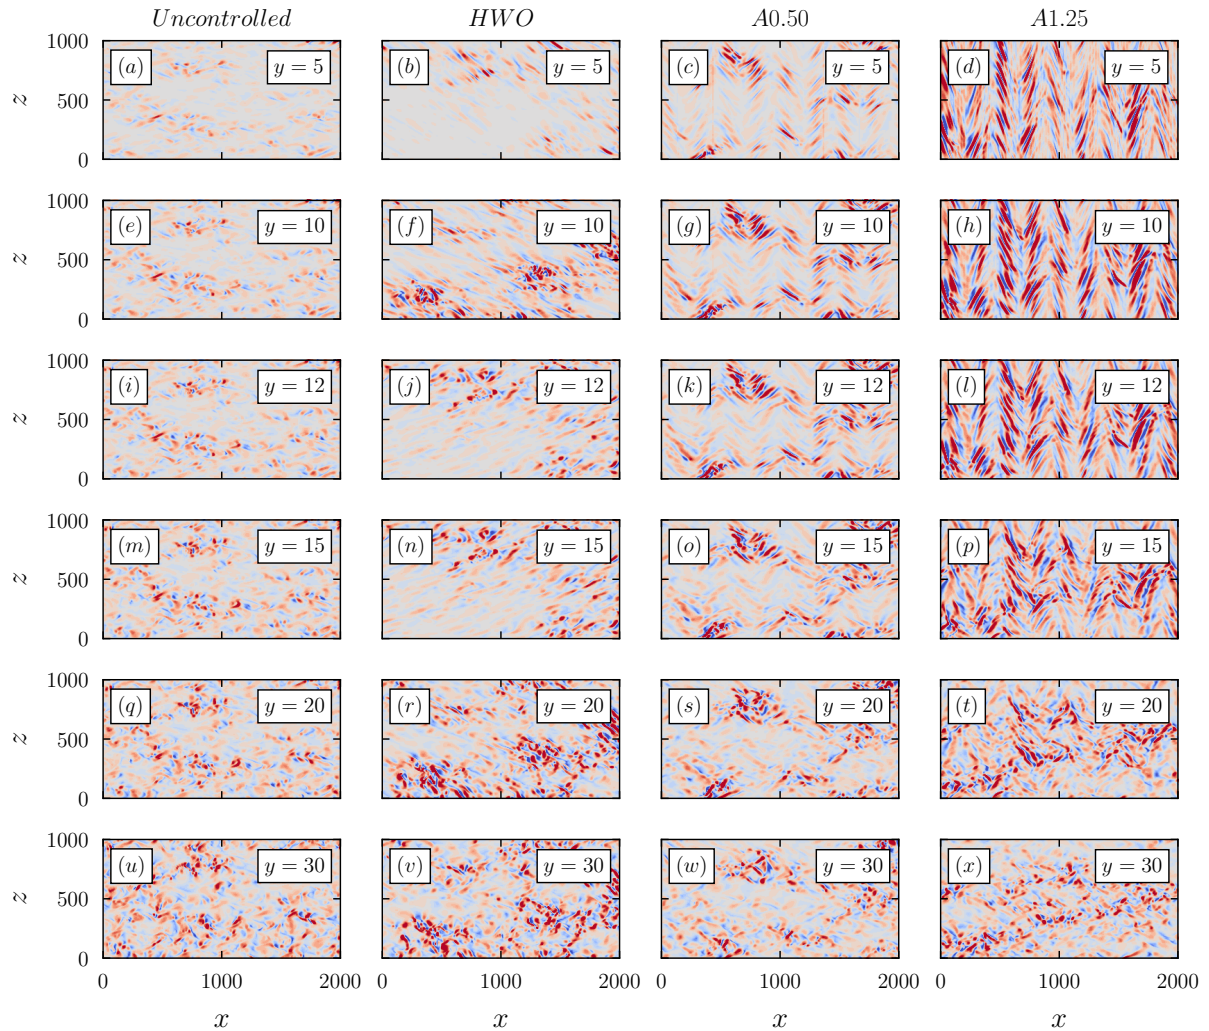 Uncontrolled HWO A0.50 A1.25
1000 (a) y = 5 (b) y = 5 (c) y = 5 (d) y = 5
z 500
0
1000 (e) y = 10 (f) y = 10 (g) y = 10 (h) y = 10
z 500
0
1000 (i) y = 12 (j) y = 12 (k) y = 12 (l) y = 12
z 500
0
1000 (m) y = 15 (n) y = 15 (o) y = 15 (p) y = 15
z 500
0
1000 (q) y = 20 (r) y = 20 (s) y = 20 (t) y = 20
z 500
0
1000 (u) y = 30 (v) y = 30 (w) y = 30 (x) y = 30
z 500
0
0 1000 2000 0 1000 2000 0 1000 2000 0 1000 2000
x x x x